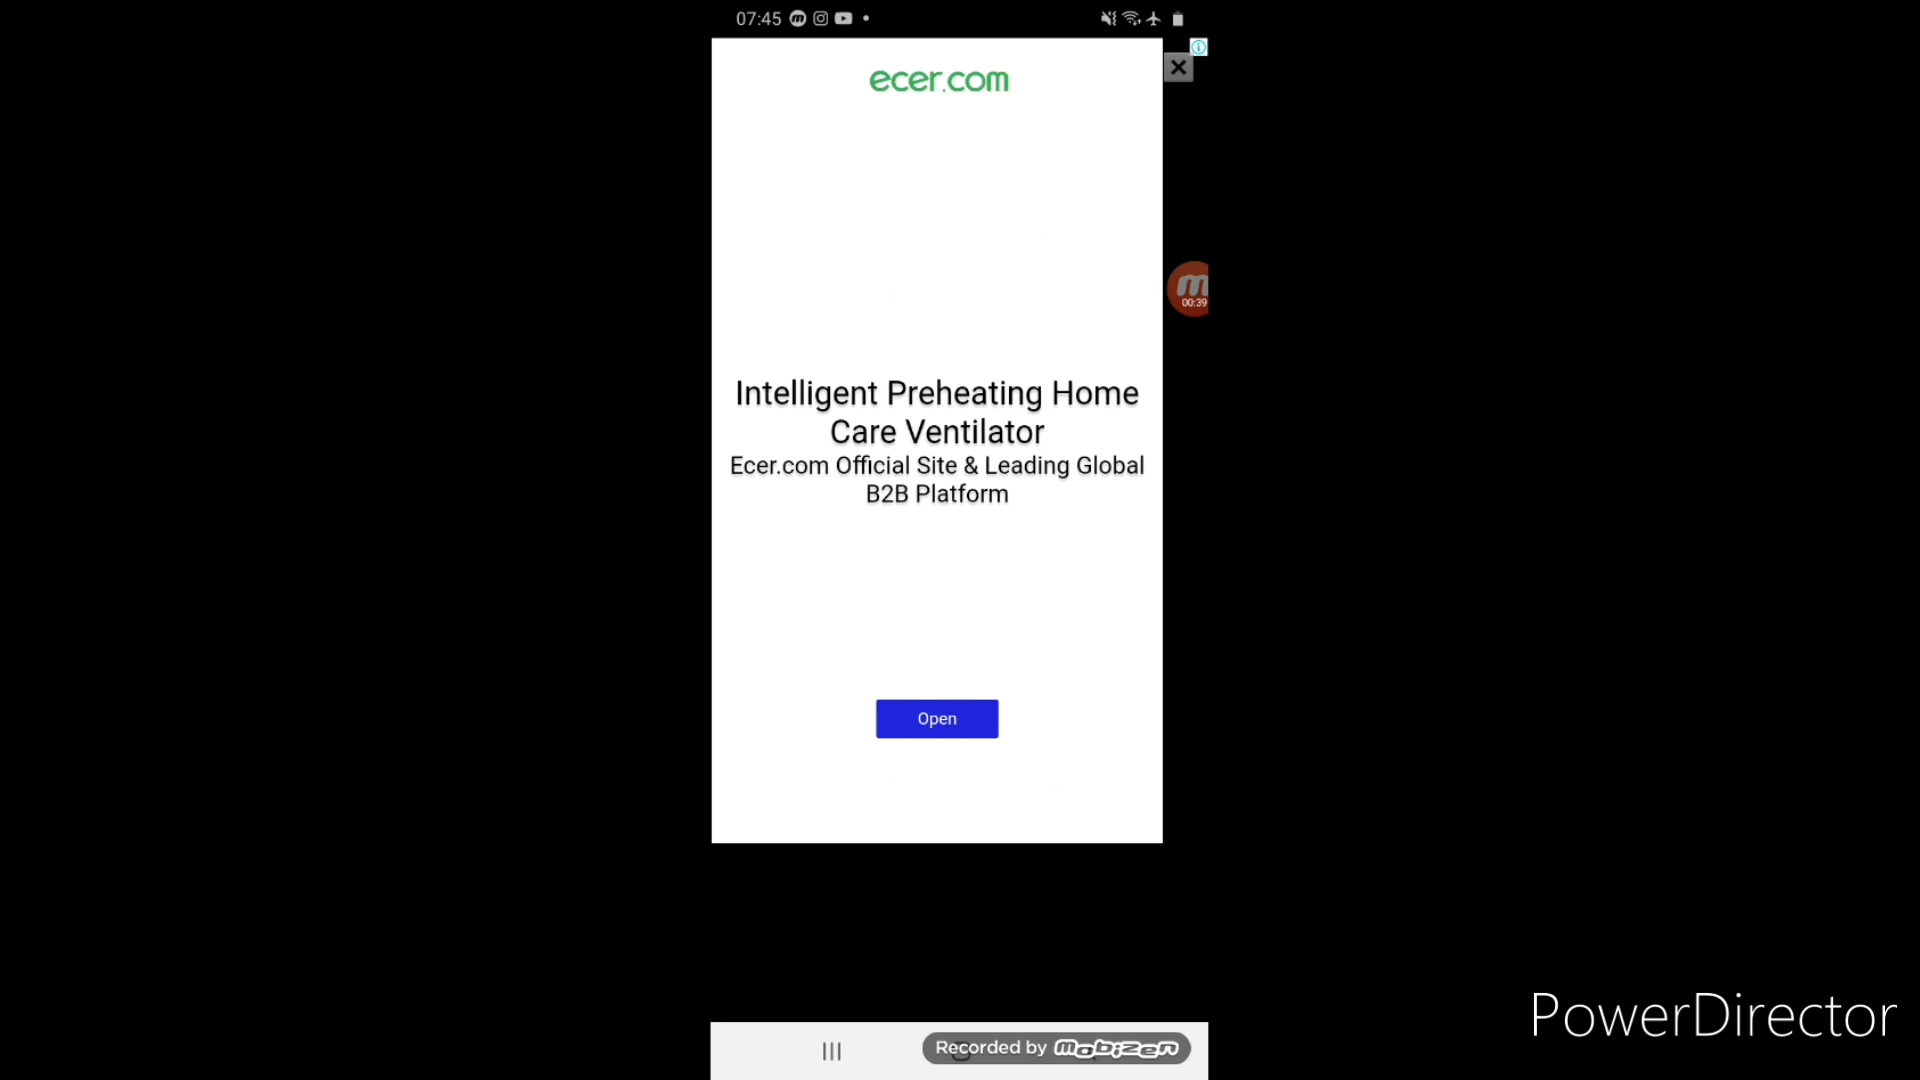 07:45
ecer.com
00:39
Intelligent Preheating Home
Care Ventilator
Ecer.com Official Site & Leading Global
B2B Platform
Open
Recorded by mobizen
PowerDirector